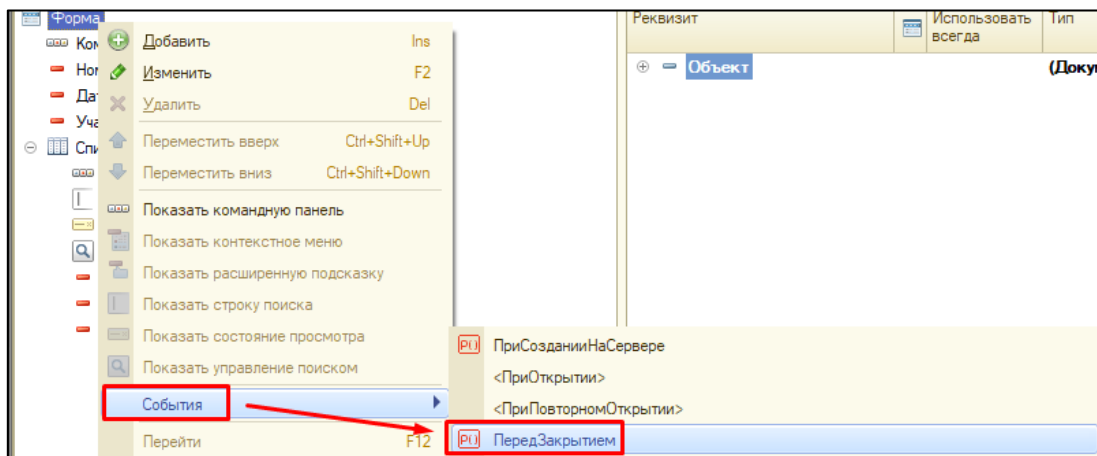 Форма
Реквизит
Использовать всегда
Тип
Добавить Ins
Изменить F2
Удалить Del
Переместить вверх Ctrl+Shift+Up
Переместить вниз Ctrl+Shift+Down
Показать командную панель
Показать контекстное меню
Показать расширенную подсказку
Показать строку поиска
Показать состояние просмотра
Показать управление поиском
События
Перейти F12
Объект (Доку
ПриСозданииНаСервере
<ПриОткрытии>
<ПриПовторномОткрытии>
ПередЗакрытием